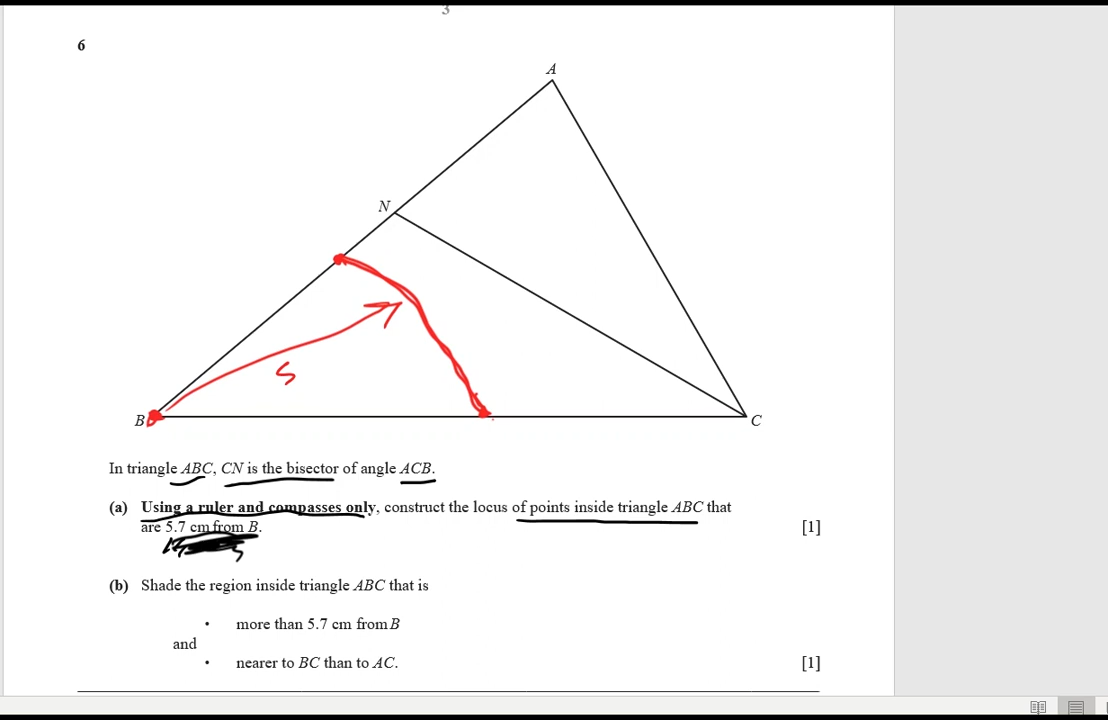 3
6
A
N
5
B
C
In triangle ABC, CN is the bisector of angle ACB.
(a) Using a ruler and compasses only, construct the locus of points inside triangle ABC that
are 5.7 cm from B. [1]
(b) Shade the region inside triangle ABC that is
• more than 5.7 cm from B
and
• nearer to BC than to AC. [1]